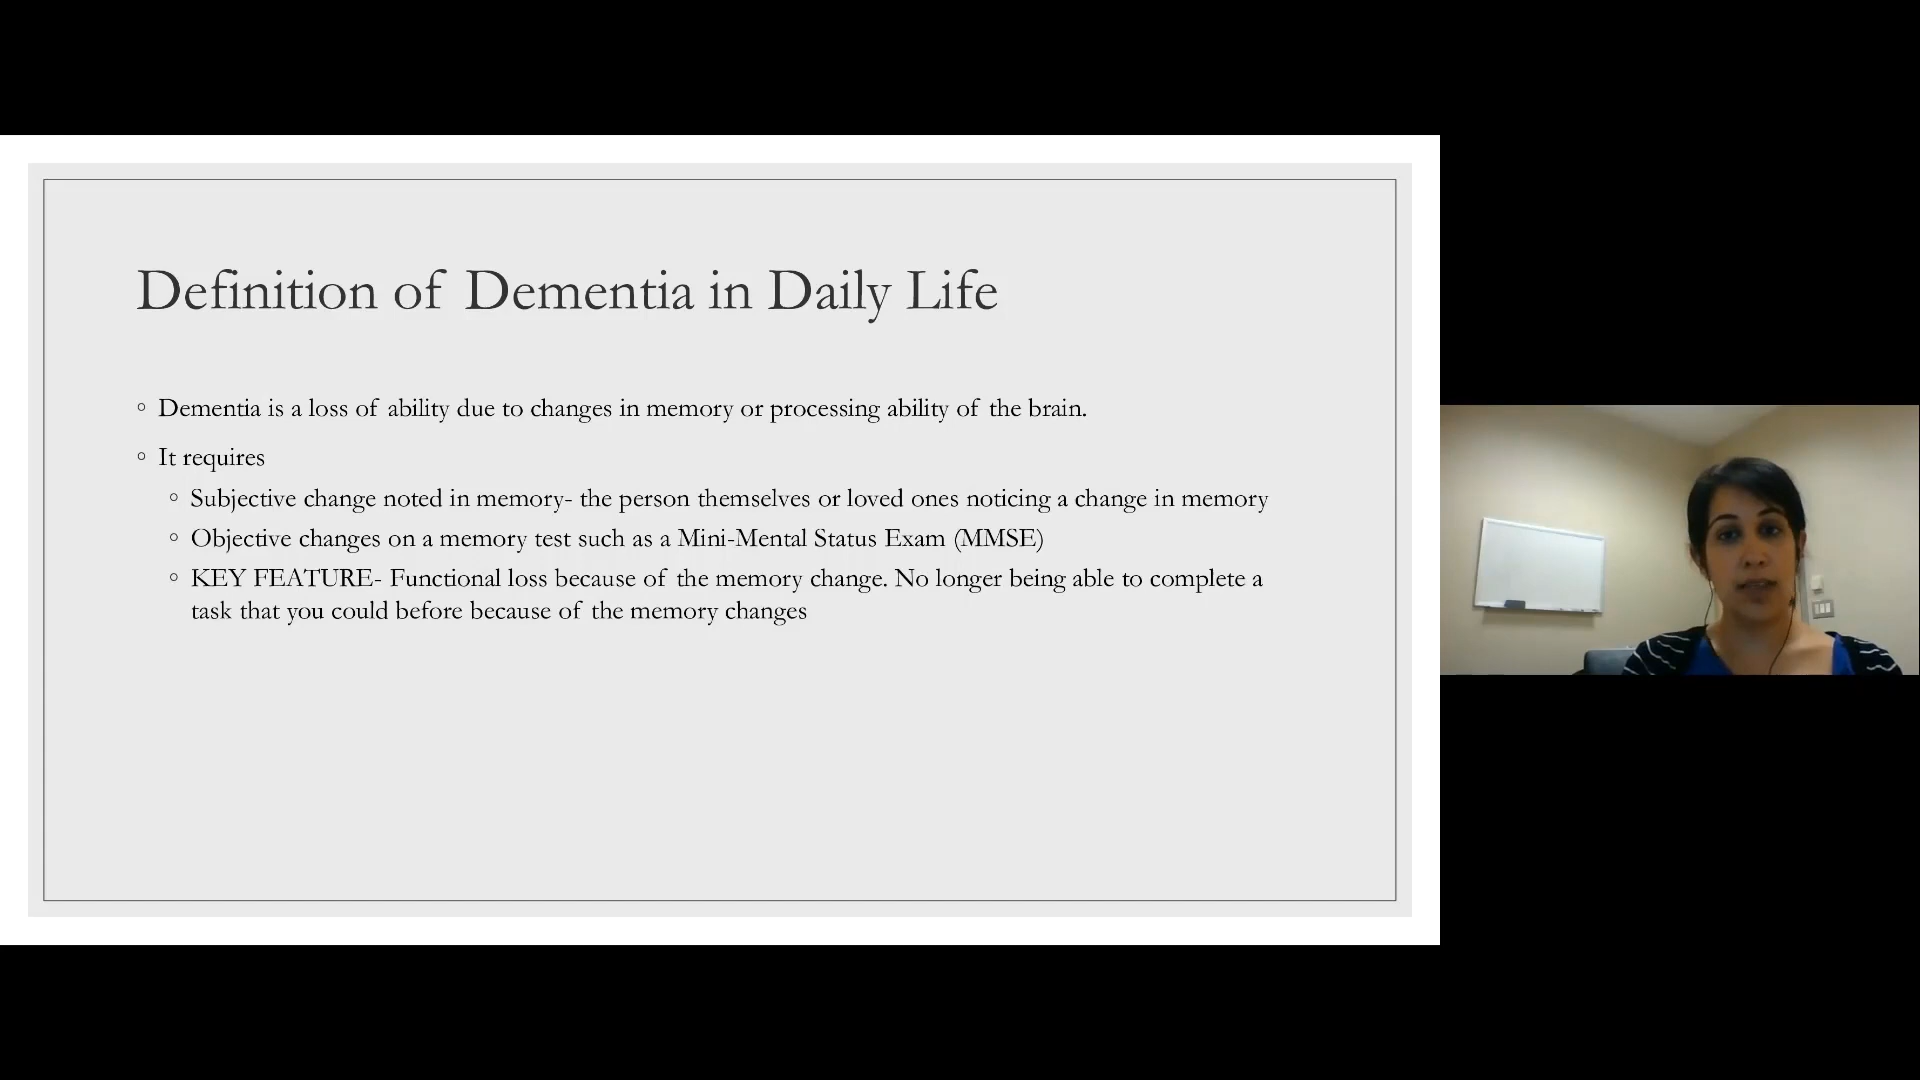 Definition of Dementia in Daily Life
◦ Dementia is a loss of ability due to changes in memory or processing ability of the brain.
◦ It requires
◦ Subjective change noted in memory- the person themselves or loved ones noticing a change in memory
◦ Objective changes on a memory test such as a Mini-Mental Status Exam (MMSE)
◦ KEY FEATURE- Functional loss because of the memory change. No longer being able to complete a
task that you could before because of the memory changes